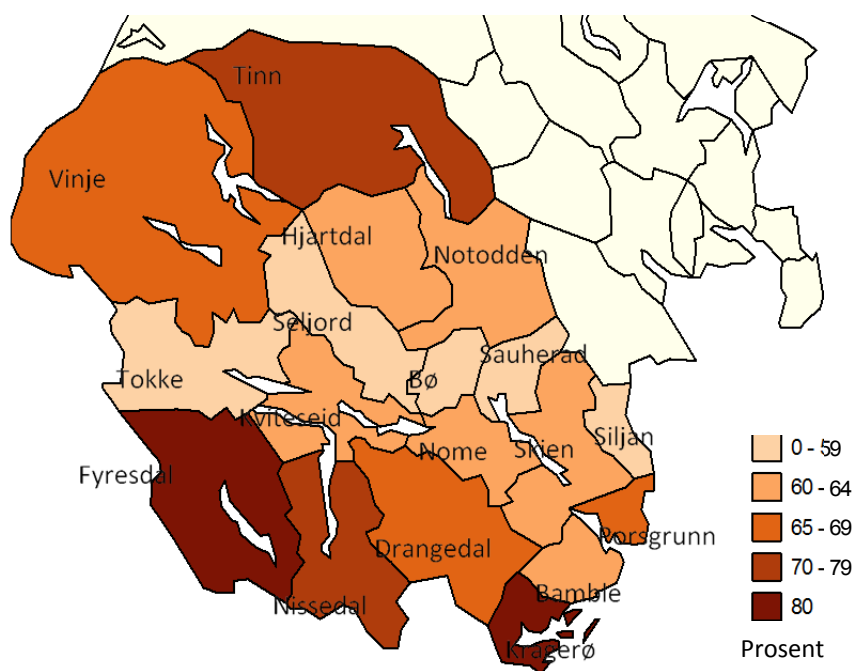 Tinn
Vinje
Hjartdal
Notodden
Seljord
Sauherad
Tokke
Bø
Kviteseid
Nome
Skien
Siljan
Fyresdal
Porsgrunn
Drangedal
Bamble
Nissedal
Kragerø
0 - 59
60 - 64
65 - 69
70 - 79
80
Prosent